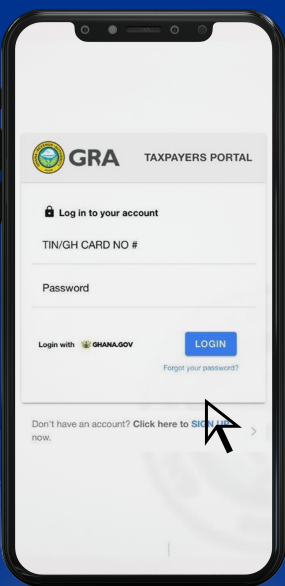 GRA TAXPAYERS PORTAL
Log in to your account
TIN/GH CARD NO #
Password
Login with GHANA.GOV LOGIN
Forgot your password?
Don't have an account? Click here to SIGN UP
now.